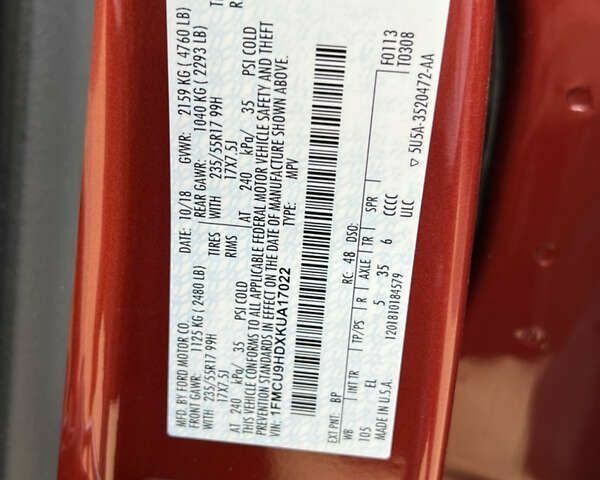 MFD. BY FORD MOTOR CO. DATE: 10/18 GVWR: 2159 KG ( 4760 LB)
FRONT GAWR: 1125 KG ( 2480 LB) REAR GAWR: 1040 KG ( 2293 LB)
WITH 235/55R17 99H TIRES WITH 235/55R17 99H
17X7.5J RIMS 17X7.5J
AT 240 kPa/ 35 PSI COLD AT 240 kPa/ 35 PSI COLD
THIS VEHICLE CONFORMS TO ALL APPLICABLE FEDERAL MOTOR VEHICLE SAFETY AND THEFT
PREVENTION STANDARDS IN EFFECT ON THE DATE OF MANUFACTURE SHOWN ABOVE.
VIN: 1FMCU9HDXKUA17022 TYPE: MPV
F0113
T0308
EXT PNT: BP RC: 48 DSO:
WB INT TR TP/PS R AXLE TR SPR
105 EL 5 35 6 CCCC
MADE IN U.S.A. 1201810184579 ULC
5U5A-3520472-AA